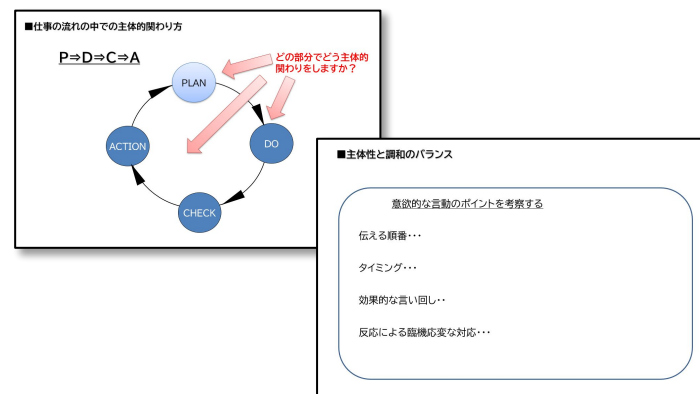 ■仕事の流れの中での主体的関わり方
P⇒D⇒C⇒A
どの部分でどう主体的
関わりをしますか？
PLAN
DO
CHECK
ACTION
■主体性と調和のバランス
意欲的な言動のポイントを考察する
伝える順番・・・
タイミング・・・
効果的な言い回し・・
反応による臨機応変な対応・・・